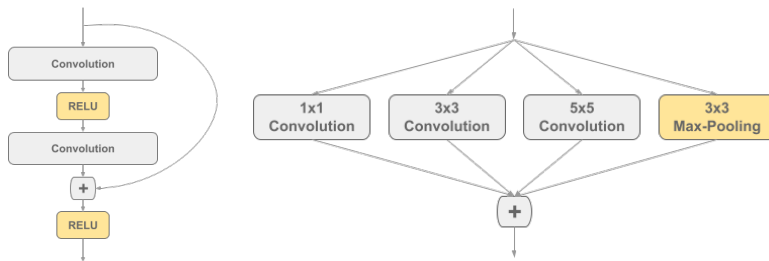 Convolution
RELU
Convolution
+
RELU
1x1
Convolution
3x3
Convolution
5x5
Convolution
3x3
Max-Pooling
+